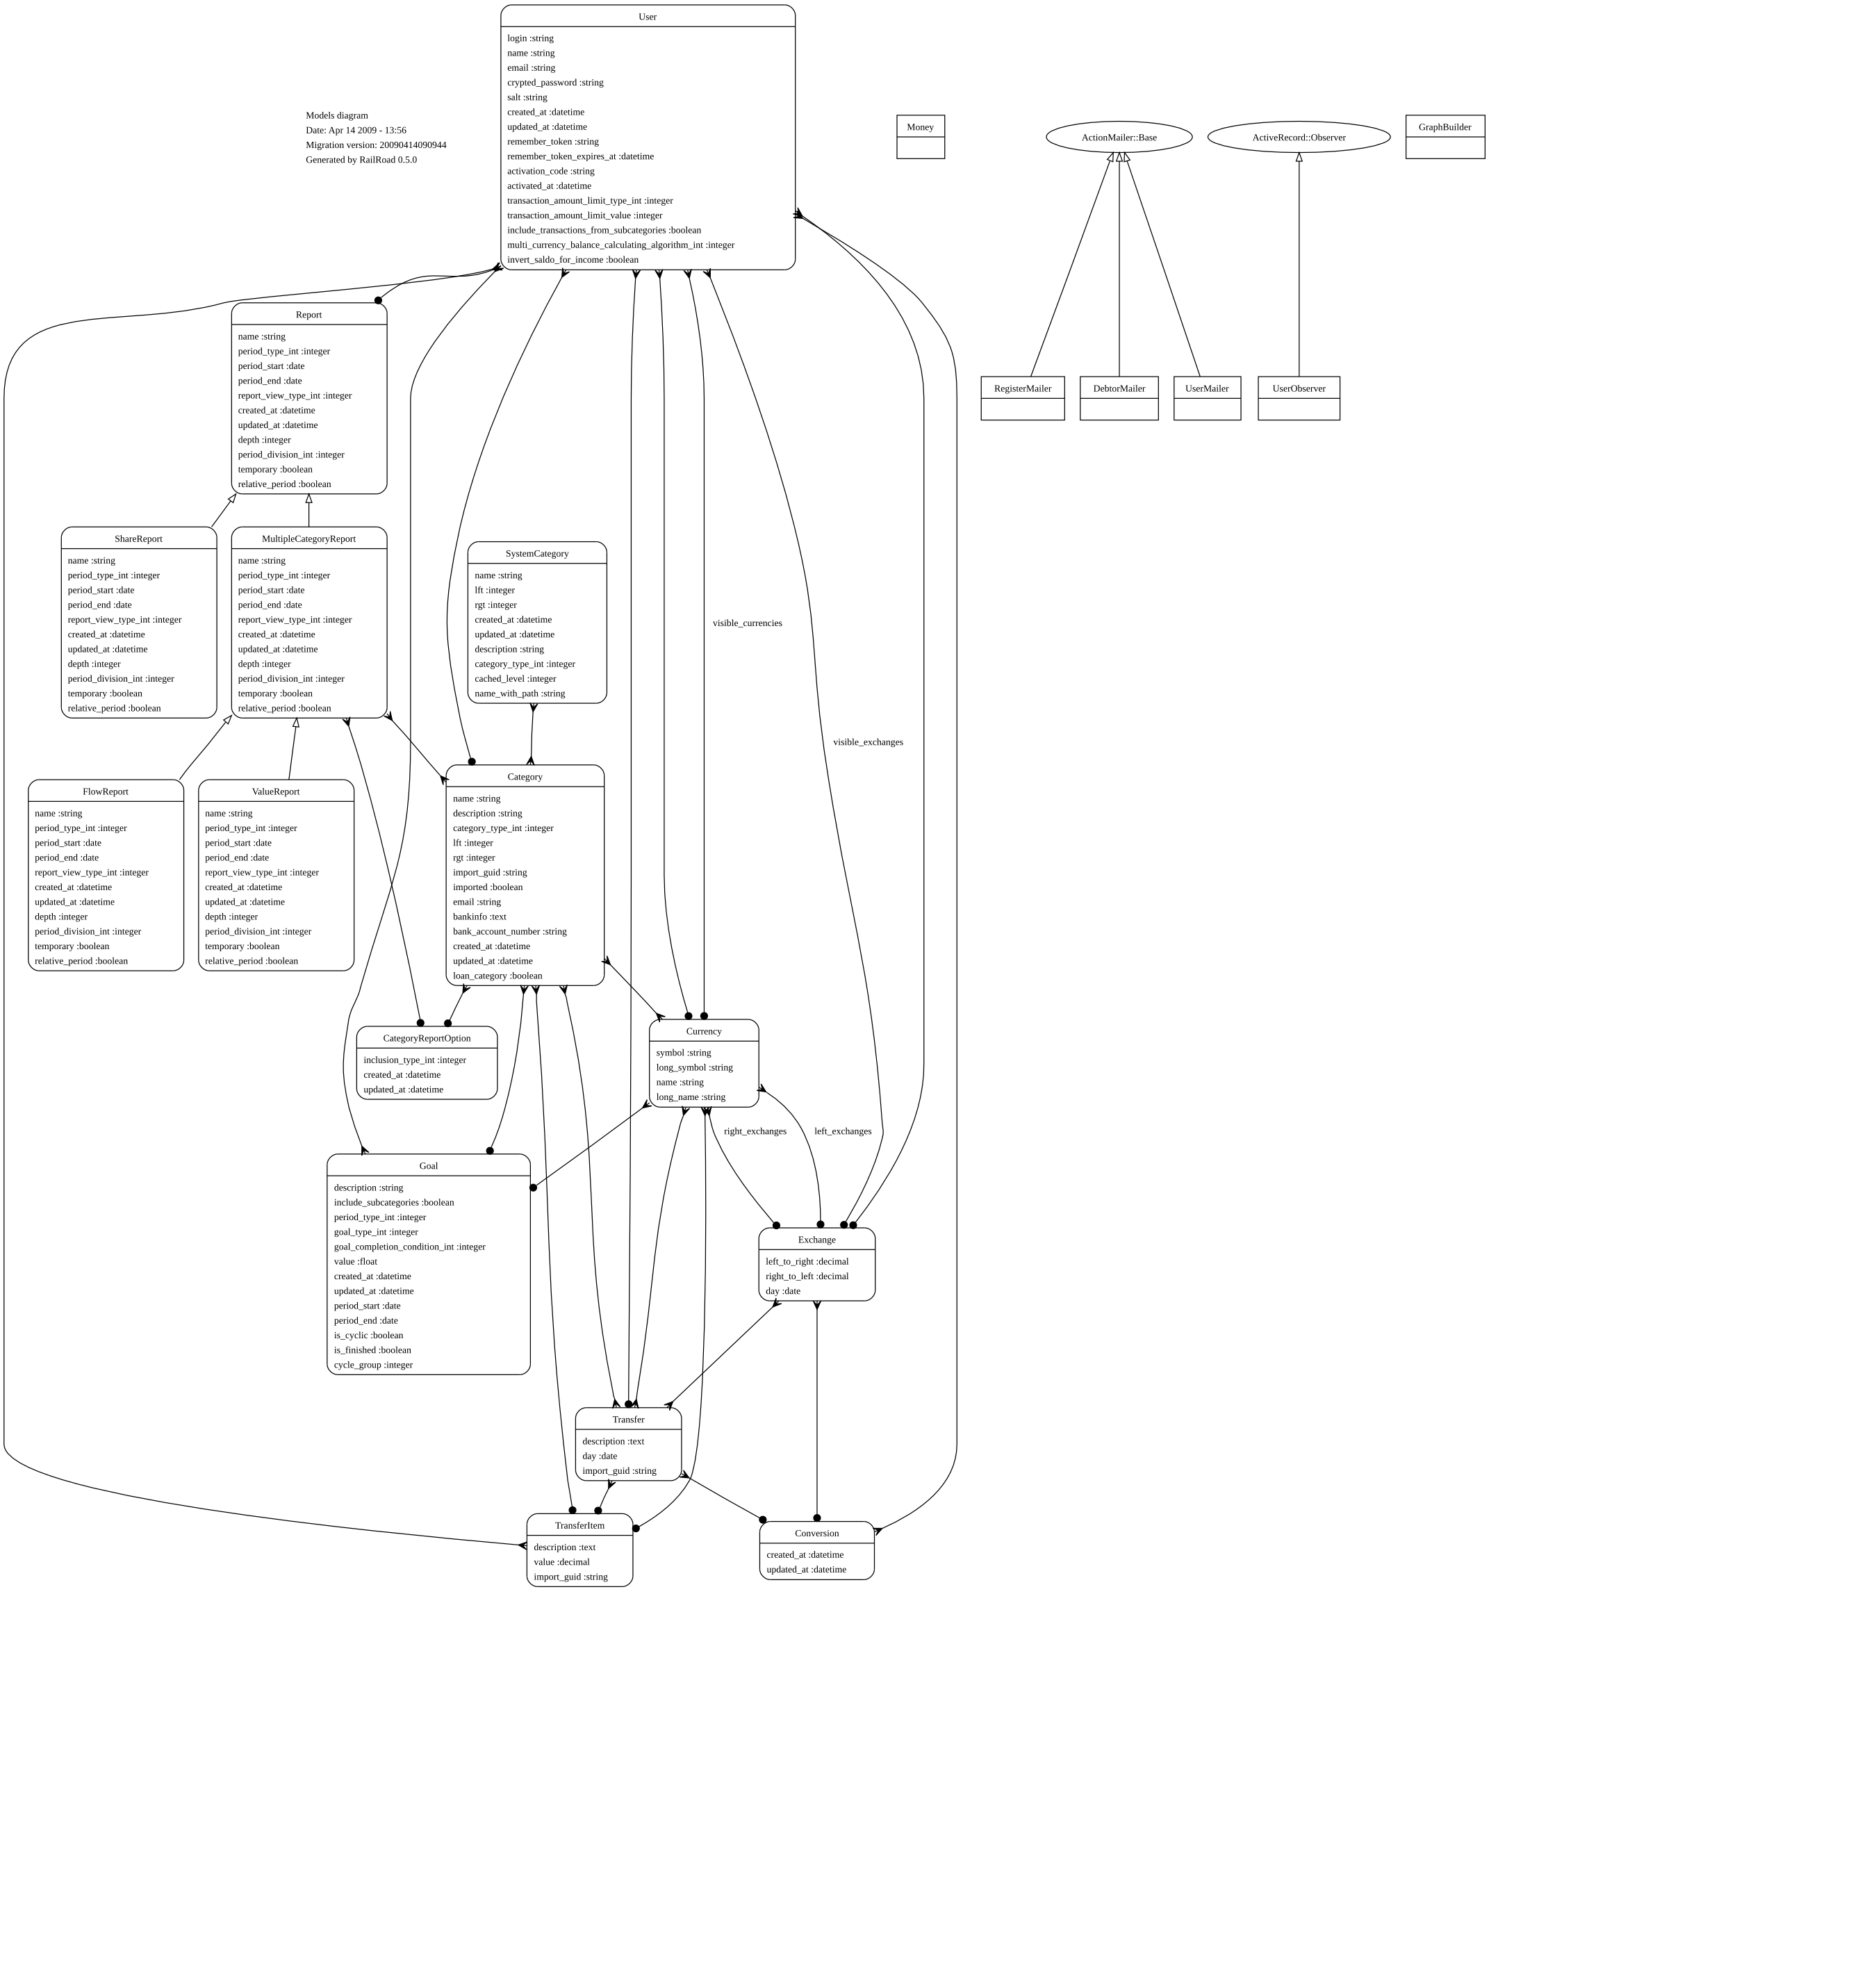 User
login :string
name :string
email :string
crypted_password :string
salt :string
created_at :datetime
updated_at :datetime
remember_token :string
remember_token_expires_at :datetime
activation_code :string
activated_at :datetime
transaction_amount_limit_type_int :integer
transaction_amount_limit_value :integer
include_transactions_from_subcategories :boolean
multi_currency_balance_calculating_algorithm_int :integer
invert_saldo_for_income :boolean
Models diagram
Date: Apr 14 2009 - 13:56
Migration version: 20090414090944
Generated by RailRoad 0.5.0
Money
ActionMailer::Base
ActiveRecord::Observer
GraphBuilder
RegisterMailer
DebtorMailer
UserMailer
UserObserver
Report
name :string
period_type_int :integer
period_start :date
period_end :date
report_view_type_int :integer
created_at :datetime
updated_at :datetime
depth :integer
period_division_int :integer
temporary :boolean
relative_period :boolean
ShareReport
name :string
period_type_int :integer
period_start :date
period_end :date
report_view_type_int :integer
created_at :datetime
updated_at :datetime
depth :integer
period_division_int :integer
temporary :boolean
relative_period :boolean
MultipleCategoryReport
name :string
period_type_int :integer
period_start :date
period_end :date
report_view_type_int :integer
created_at :datetime
updated_at :datetime
depth :integer
period_division_int :integer
temporary :boolean
relative_period :boolean
SystemCategory
name :string
lft :integer
rgt :integer
created_at :datetime
updated_at :datetime
description :string
category_type_int :integer
cached_level :integer
name_with_path :string
visible_currencies
visible_exchanges
FlowReport
name :string
period_type_int :integer
period_start :date
period_end :date
report_view_type_int :integer
created_at :datetime
updated_at :datetime
depth :integer
period_division_int :integer
temporary :boolean
relative_period :boolean
ValueReport
name :string
period_type_int :integer
period_start :date
period_end :date
report_view_type_int :integer
created_at :datetime
updated_at :datetime
depth :integer
period_division_int :integer
temporary :boolean
relative_period :boolean
Category
name :string
description :string
category_type_int :integer
lft :integer
rgt :integer
import_guid :string
imported :boolean
email :string
bankinfo :text
bank_account_number :string
created_at :datetime
updated_at :datetime
loan_category :boolean
CategoryReportOption
inclusion_type_int :integer
created_at :datetime
updated_at :datetime
Currency
symbol :string
long_symbol :string
name :string
long_name :string
right_exchanges
left_exchanges
Goal
description :string
include_subcategories :boolean
period_type_int :integer
goal_type_int :integer
goal_completion_condition_int :integer
value :float
created_at :datetime
updated_at :datetime
period_start :date
period_end :date
is_cyclic :boolean
is_finished :boolean
cycle_group :integer
Exchange
left_to_right :decimal
right_to_left :decimal
day :date
Transfer
description :text
day :date
import_guid :string
TransferItem
description :text
value :decimal
import_guid :string
Conversion
created_at :datetime
updated_at :datetime